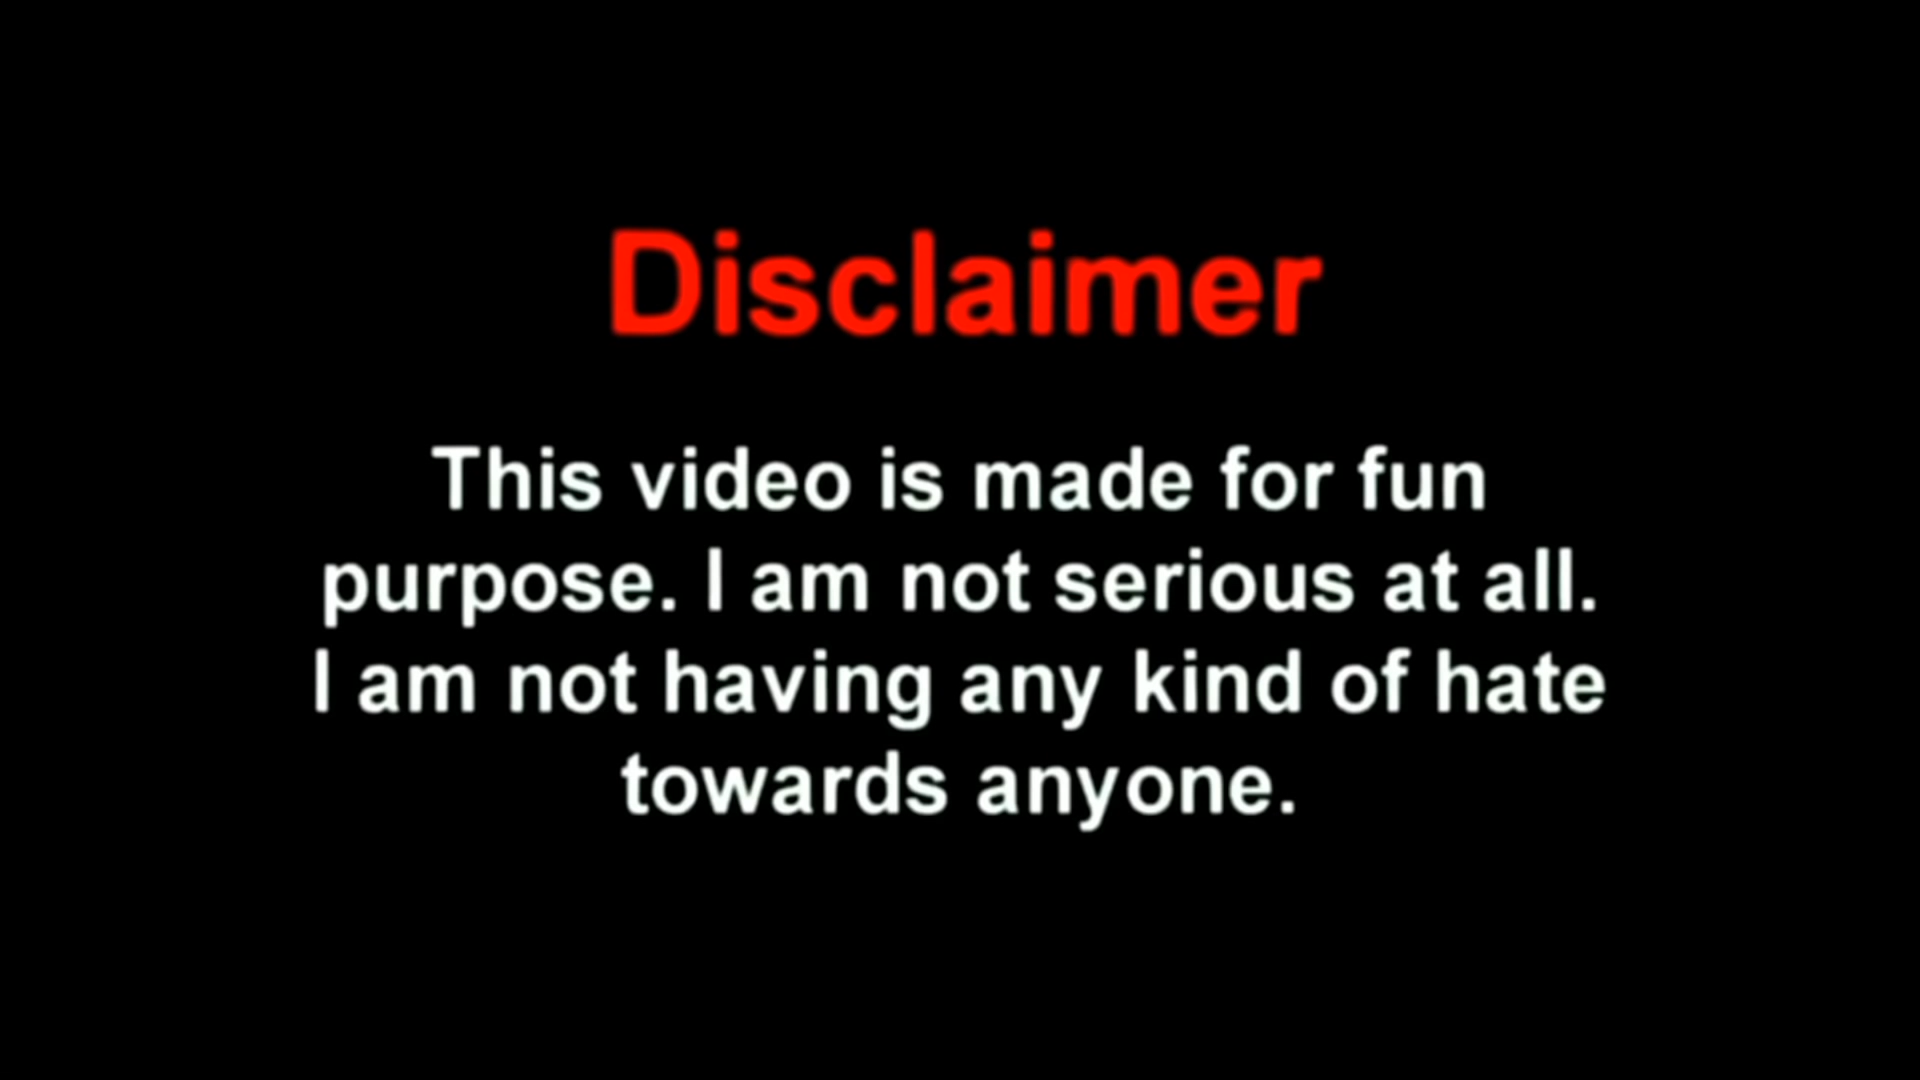 Disclaimer
This video is made for fun
purpose. I am not serious at all.
I am not having any kind of hate
towards anyone.